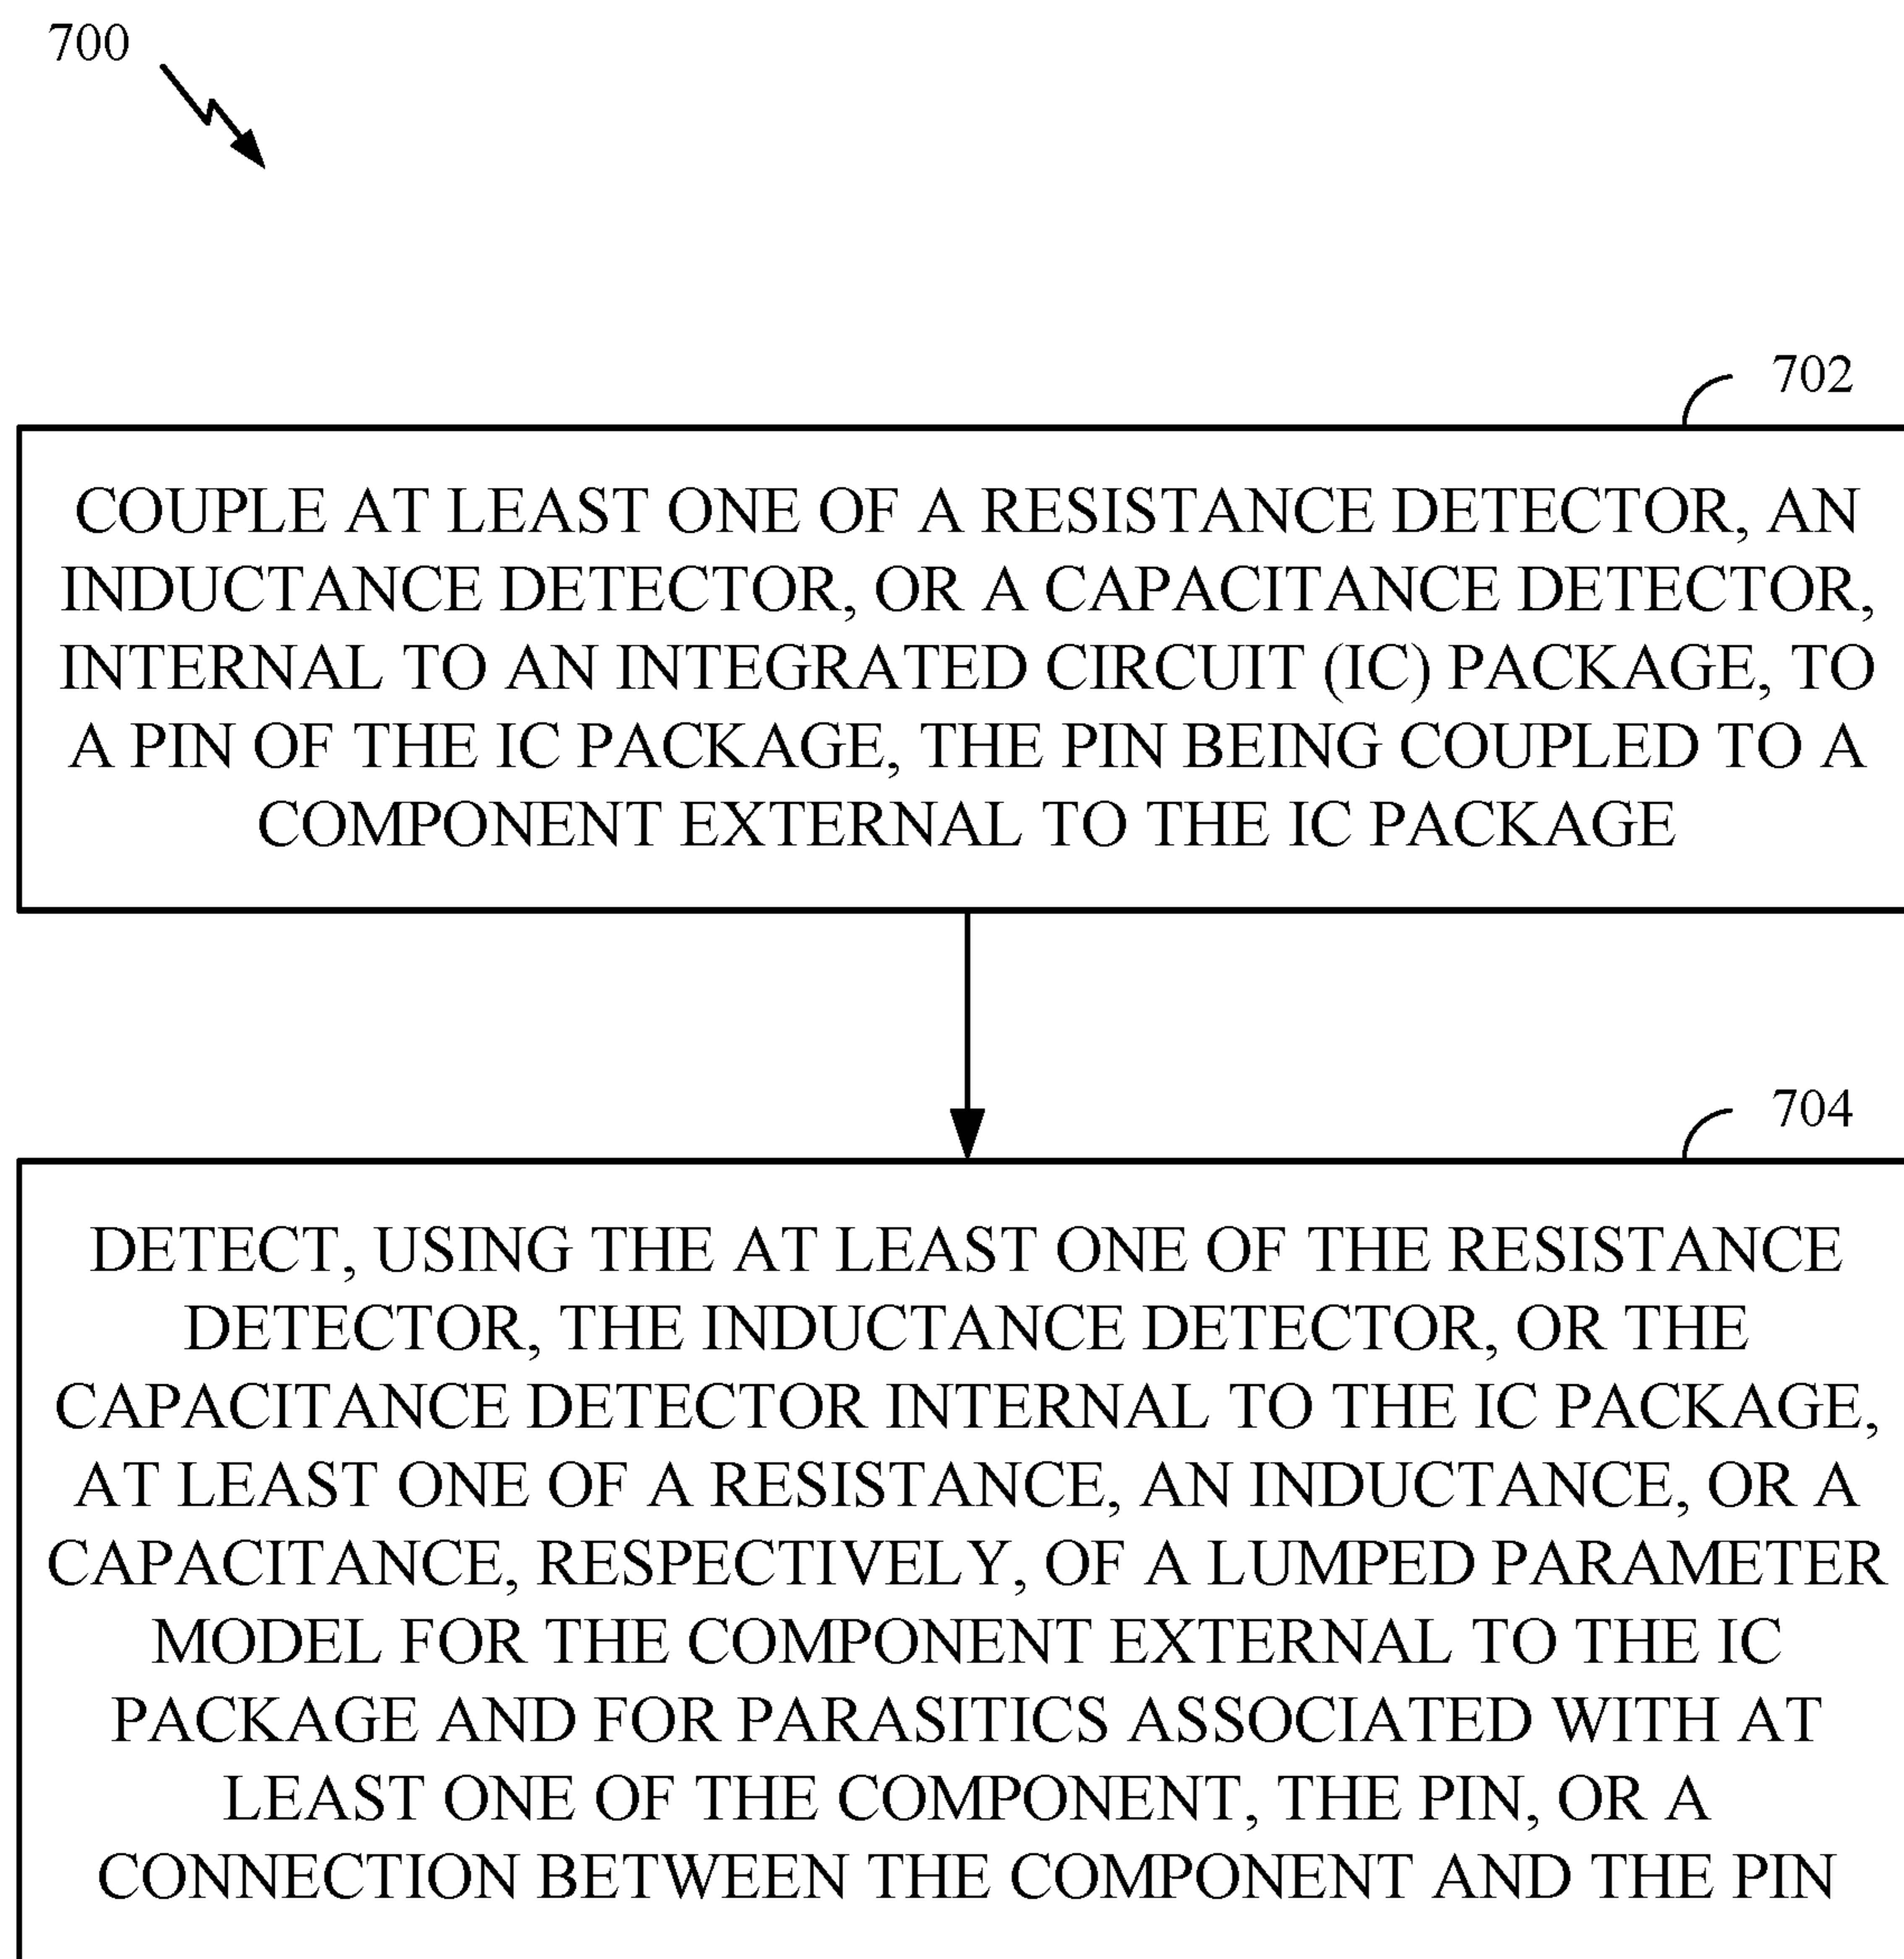 700
702
COUPLE AT LEAST ONE OF A RESISTANCE DETECTOR, AN
INDUCTANCE DETECTOR, OR A CAPACITANCE DETECTOR,
INTERNAL TO AN INTEGRATED CIRCUIT (IC) PACKAGE, TO
A PIN OF THE IC PACKAGE, THE PIN BEING COUPLED TO A
COMPONENT EXTERNAL TO THE IC PACKAGE
704
DETECT, USING THE AT LEAST ONE OF THE RESISTANCE
DETECTOR, THE INDUCTANCE DETECTOR, OR THE
CAPACITANCE DETECTOR INTERNAL TO THE IC PACKAGE,
AT LEAST ONE OF A RESISTANCE, AN INDUCTANCE, OR A
CAPACITANCE, RESPECTIVELY, OF A LUMPED PARAMETER
MODEL FOR THE COMPONENT EXTERNAL TO THE IC
PACKAGE AND FOR PARASITICS ASSOCIATED WITH AT
LEAST ONE OF THE COMPONENT, THE PIN, OR A
CONNECTION BETWEEN THE COMPONENT AND THE PIN